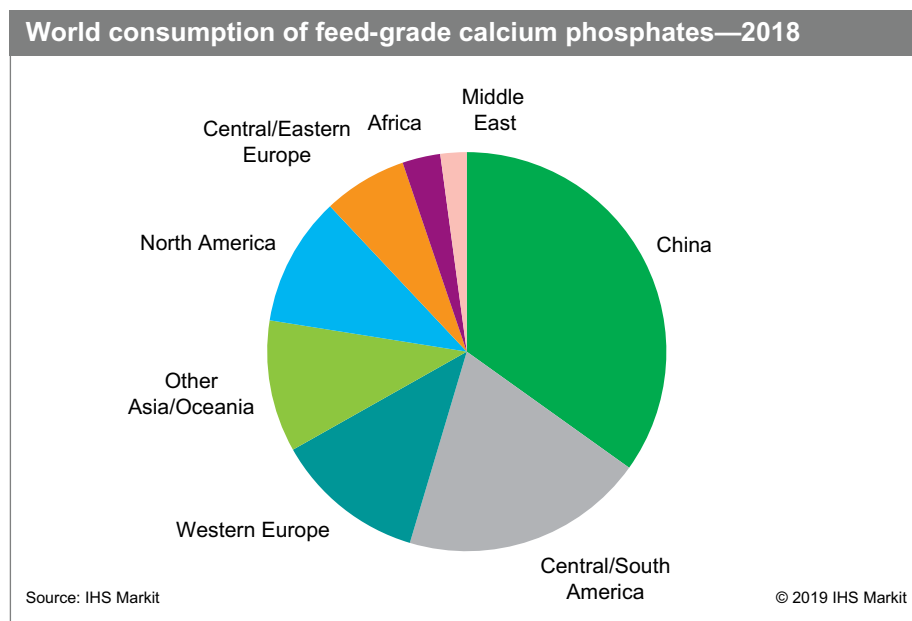 World consumption of feed-grade calcium phosphates—2018
Middle
East
Africa
Central/Eastern
Europe
North America
China
Other
Asia/Oceania
Western Europe
Central/South
America
Source: IHS Markit
© 2019 IHS Markit